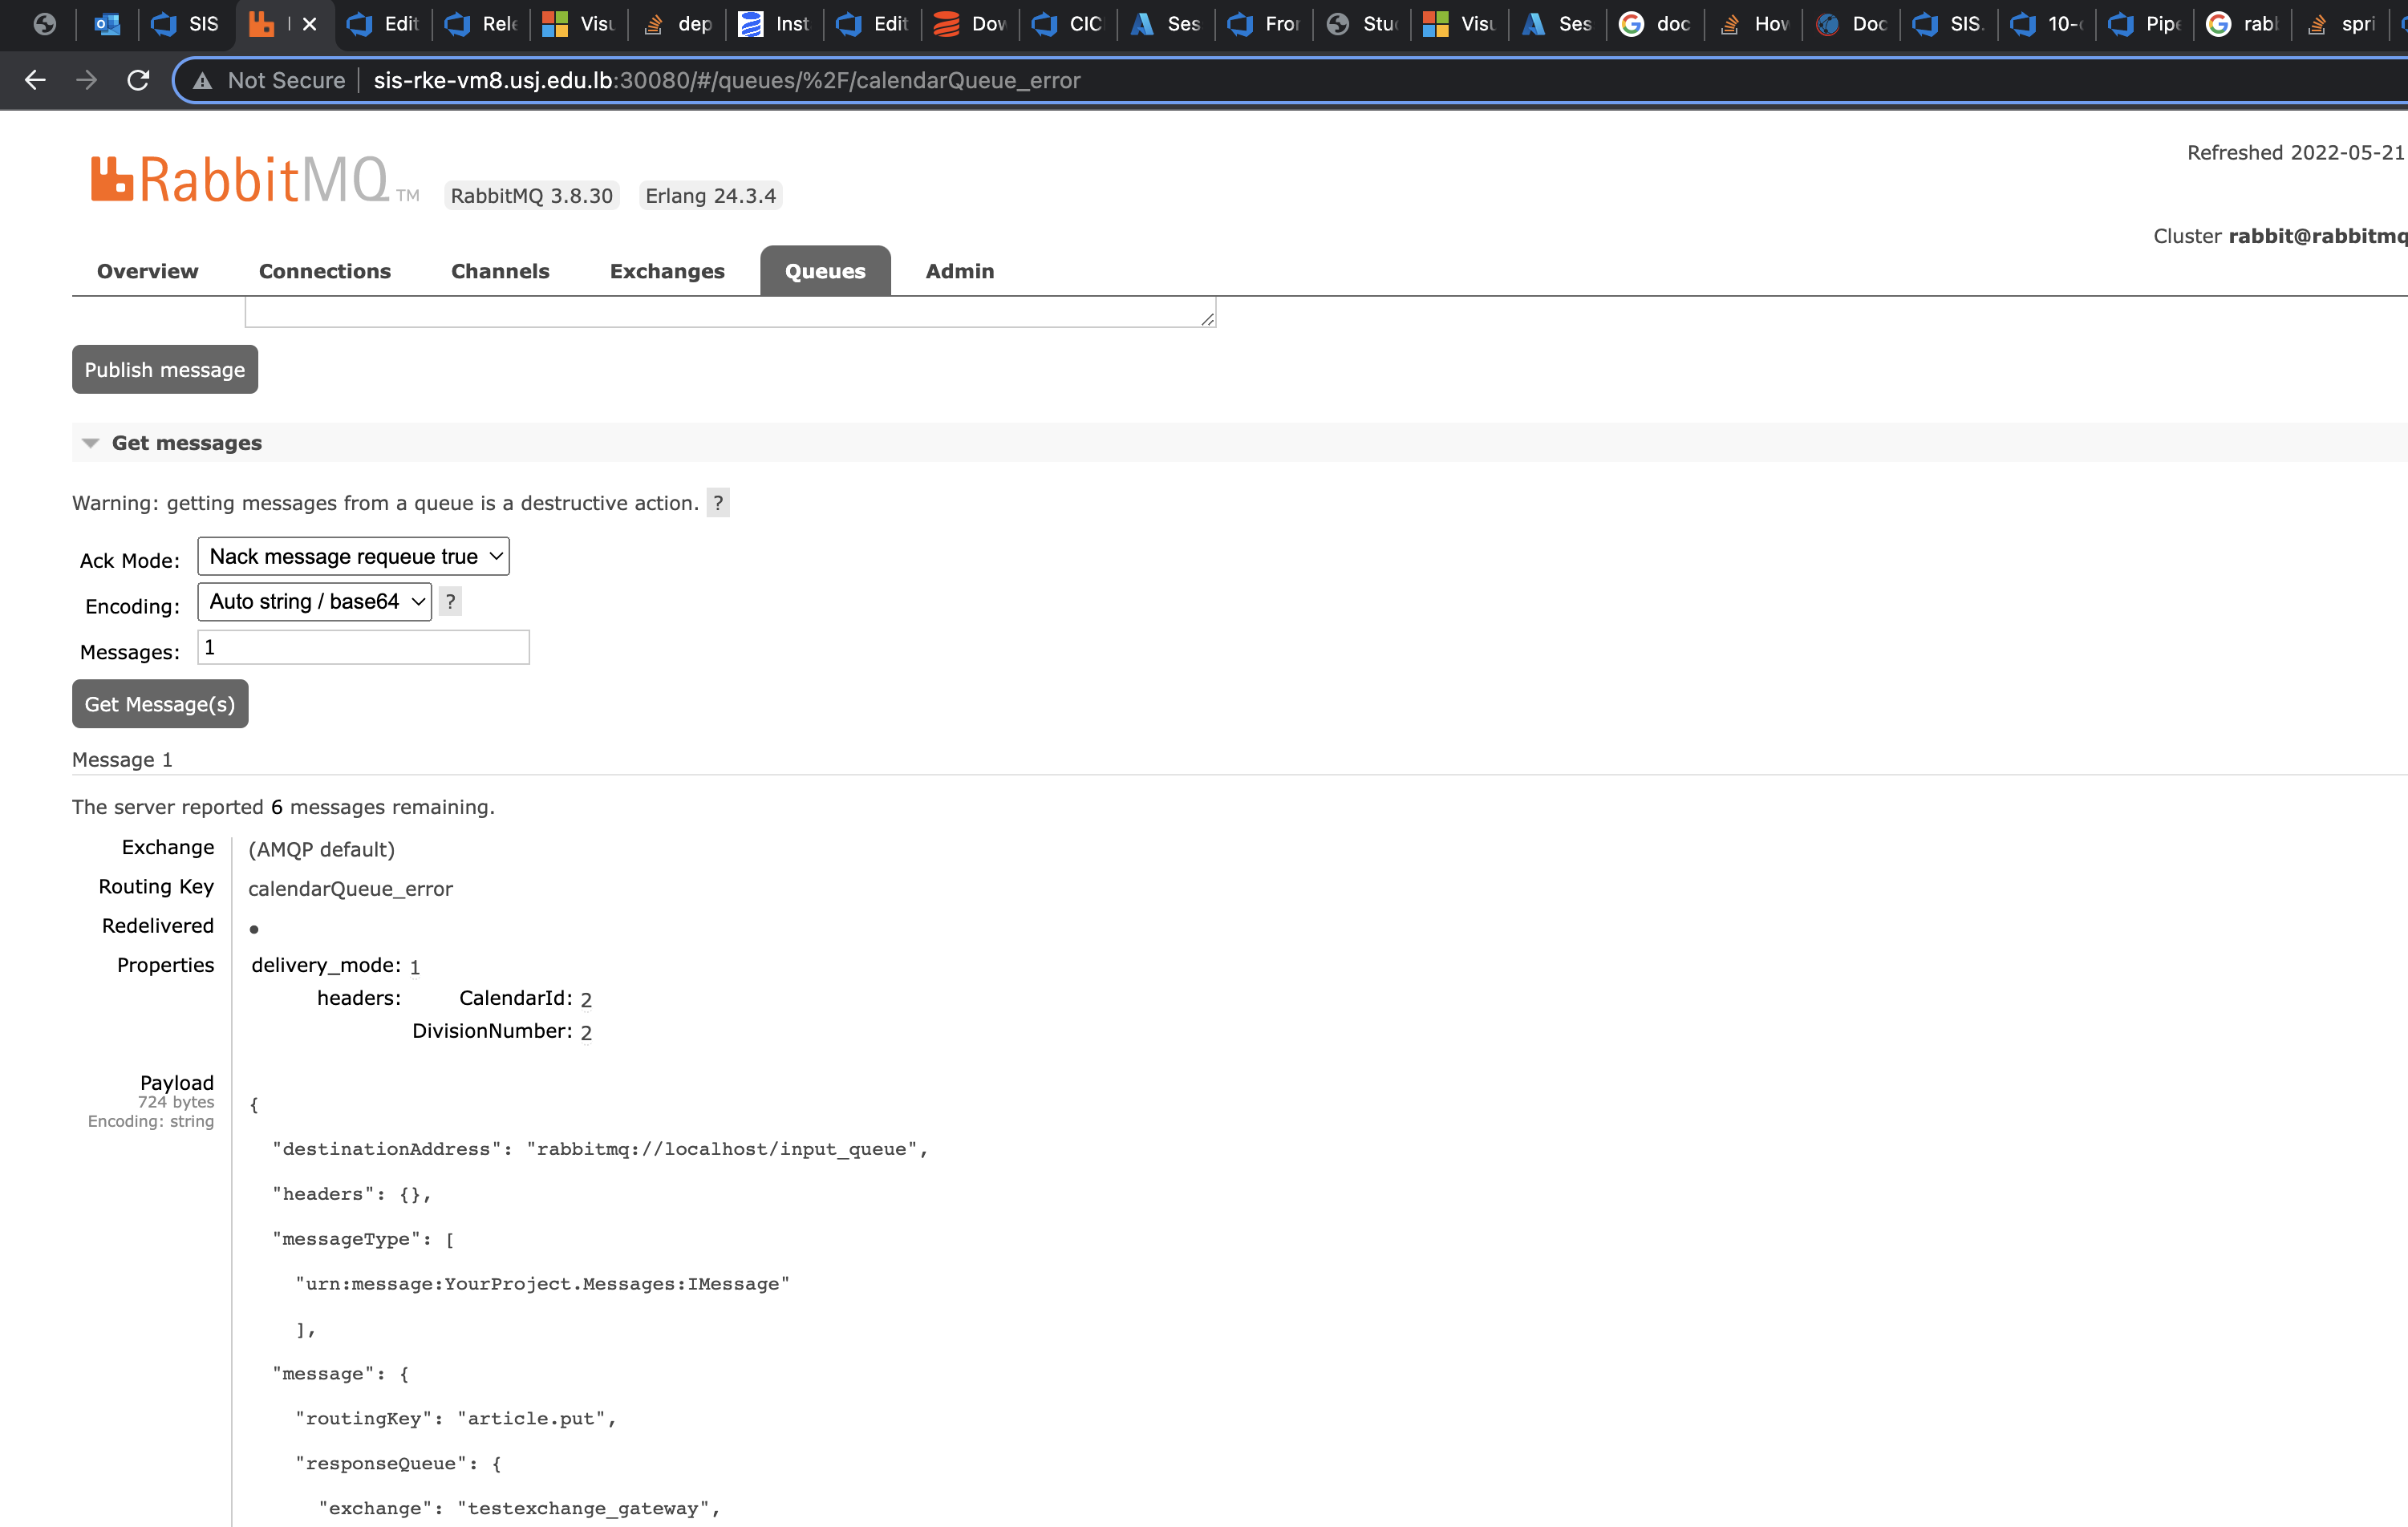 SIS
Edit
Rele
Visu
dep
Inst
Edit
Dow
CIC
Ses
Fron
Stu
Visu
Ses
doc
How
Doc
SIS.
10-
Pipe
rabb
spri
Not Secure sis-rke-vm8.usj.edu.lb:30080/#/queues/%2F/calendarQueue_error
Refreshed 2022-05-21
RabbitMQ TM RabbitMQ 3.8.30 Erlang 24.3.4
Cluster rabbit@rabbitmq
Overview Connections Channels Exchanges Queues Admin
Publish message
Get messages
Warning: getting messages from a queue is a destructive action. ?
Ack Mode: Nack message requeue true
Encoding: Auto string / base64 ?
Messages: 1
Get Message(s)
Message 1
The server reported 6 messages remaining.
Exchange (AMQP default)
Routing Key calendarQueue_error
Redelivered ●
Properties delivery_mode: 1
headers: CalendarId: 2
DivisionNumber: 2
Payload
724 bytes
Encoding: string
{
"destinationAddress": "rabbitmq://localhost/input_queue",
"headers": {},
"messageType": [
"urn:message:YourProject.Messages:IMessage"
],
"message": {
"routingKey": "article.put",
"responseQueue": {
"exchange": "testexchange_gateway",